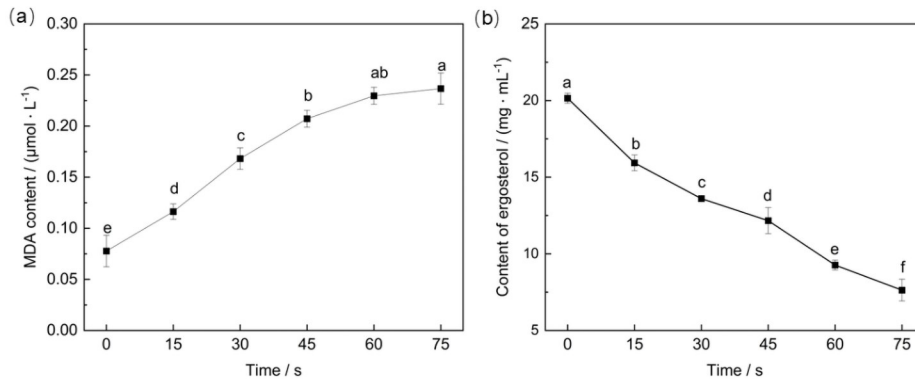 (a)
MDA content / (μmol · L⁻¹)
0.30
0.25
0.20
0.15
0.10
0.05
0.00
e
d
c
b
ab
a
0 15 30 45 60 75
Time / s
(b)
Content of ergosterol / (mg · mL⁻¹)
25
20
15
10
5
a
b
c
d
e
f
0 15 30 45 60 75
Time / s